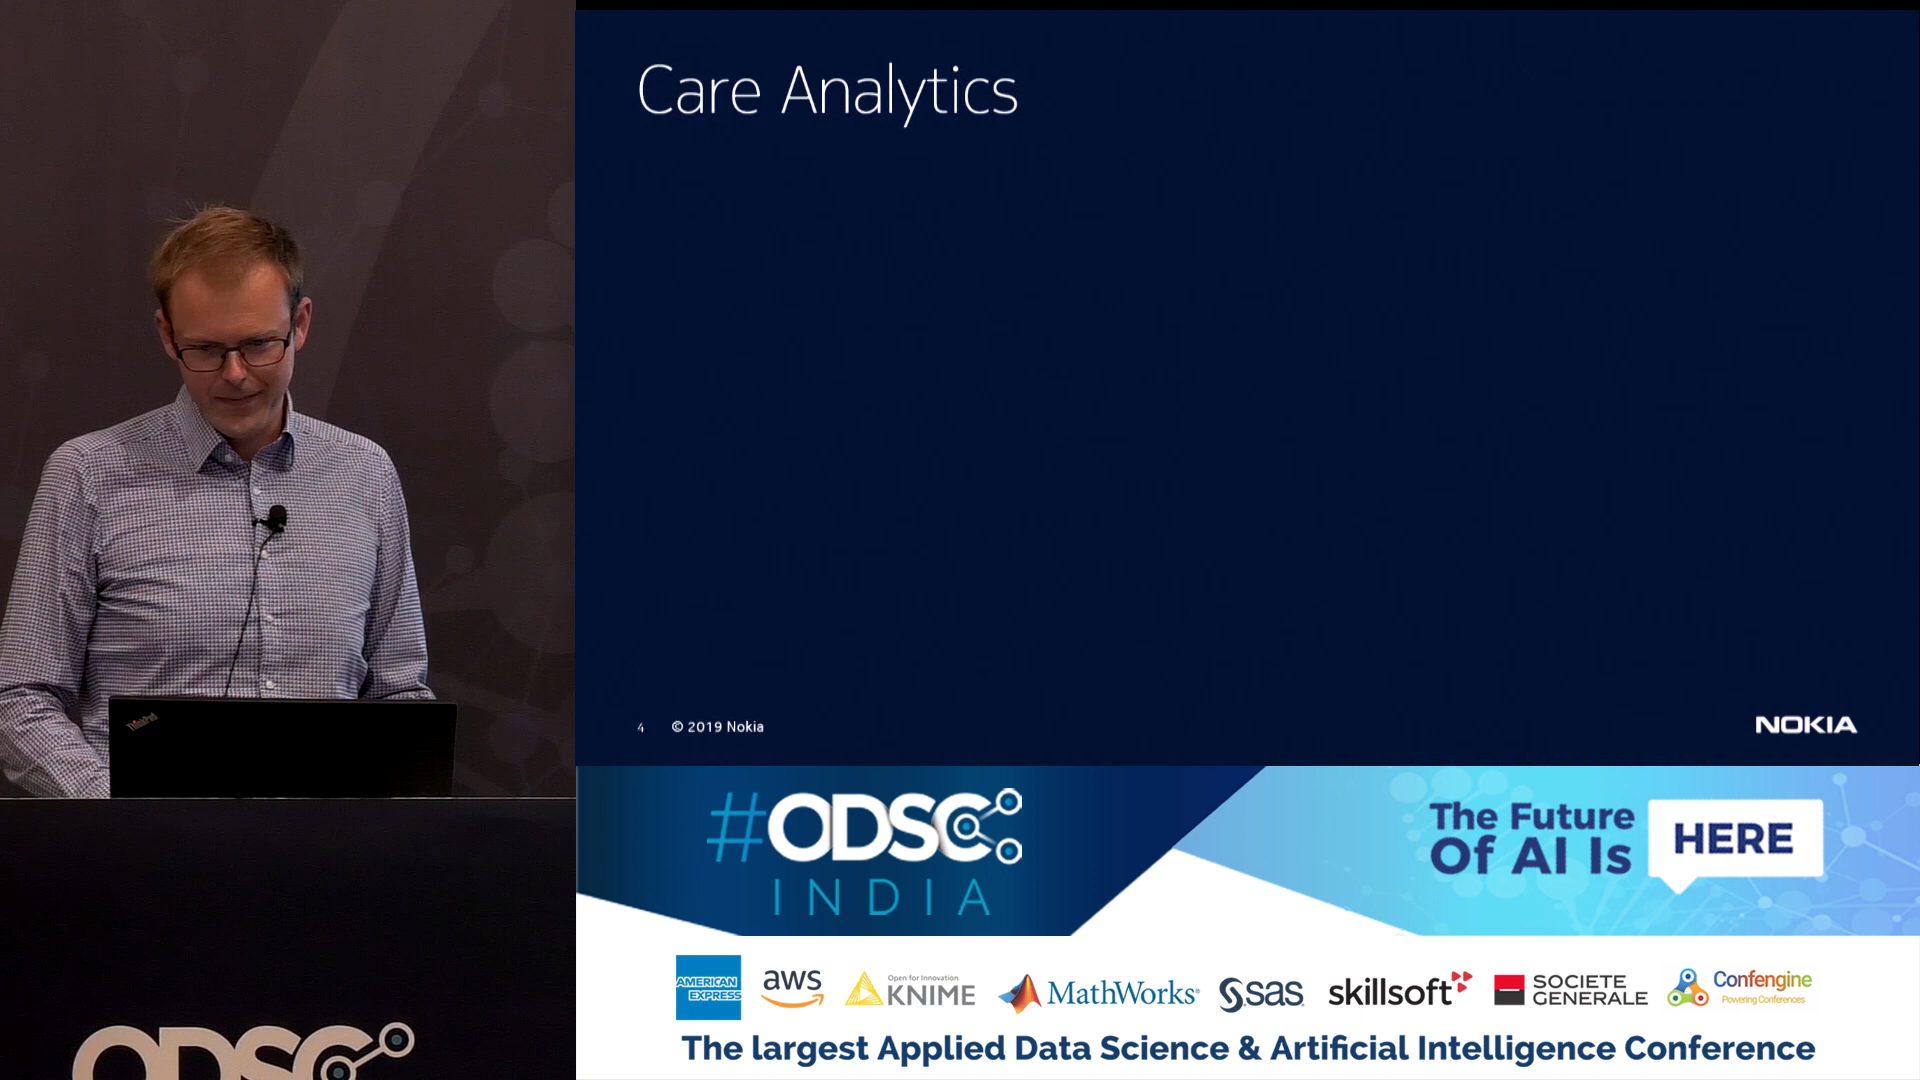 Care Analytics
4 © 2019 Nokia
NOKIA
#ODSC
INDIA
The Future
Of AI Is
HERE
AMERICAN
EXPRESS
aws
Open for Innovation
KNIME
MathWorks®
SAS
skillsoft
SOCIETE
GENERALE
Confengine
Powering Conferences
The largest Applied Data Science & Artificial Intelligence Conference
ThinkPad
ODSC